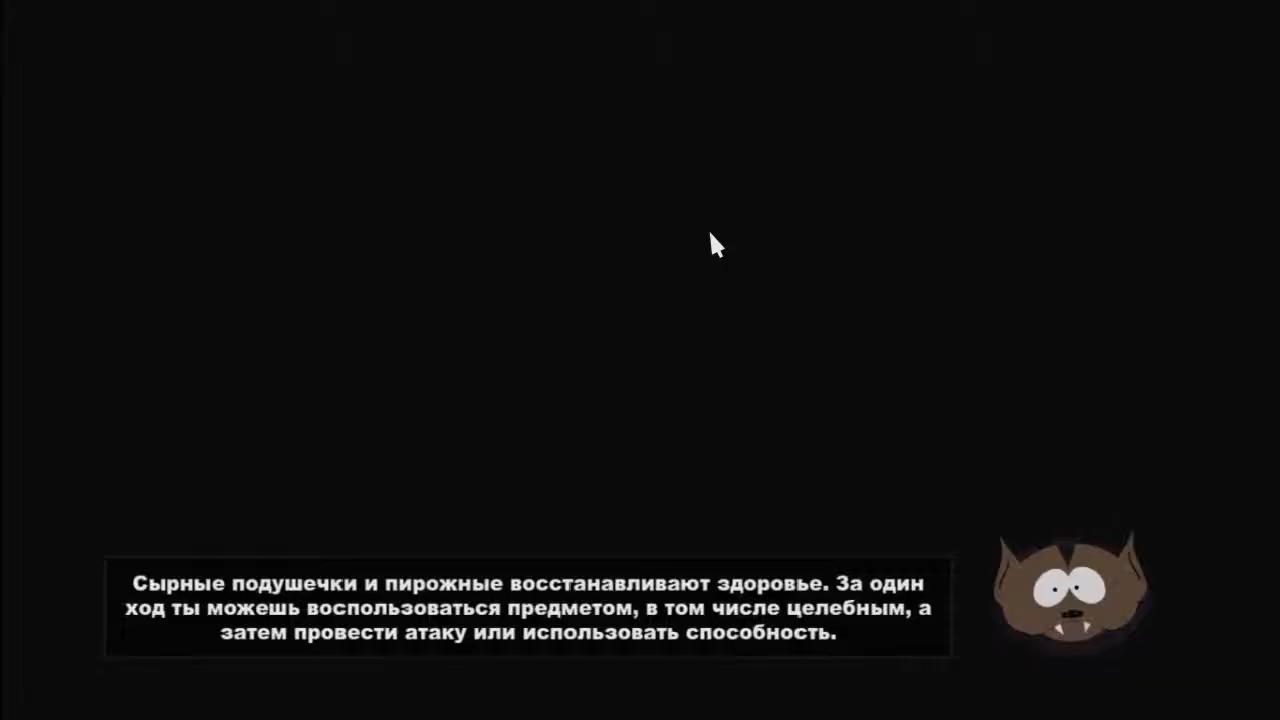 Сырные подушечки и пирожные восстанавливают здоровье. За один
ход ты можешь воспользоваться предметом, в том числе целебным, а
затем провести атаку или использовать способность.